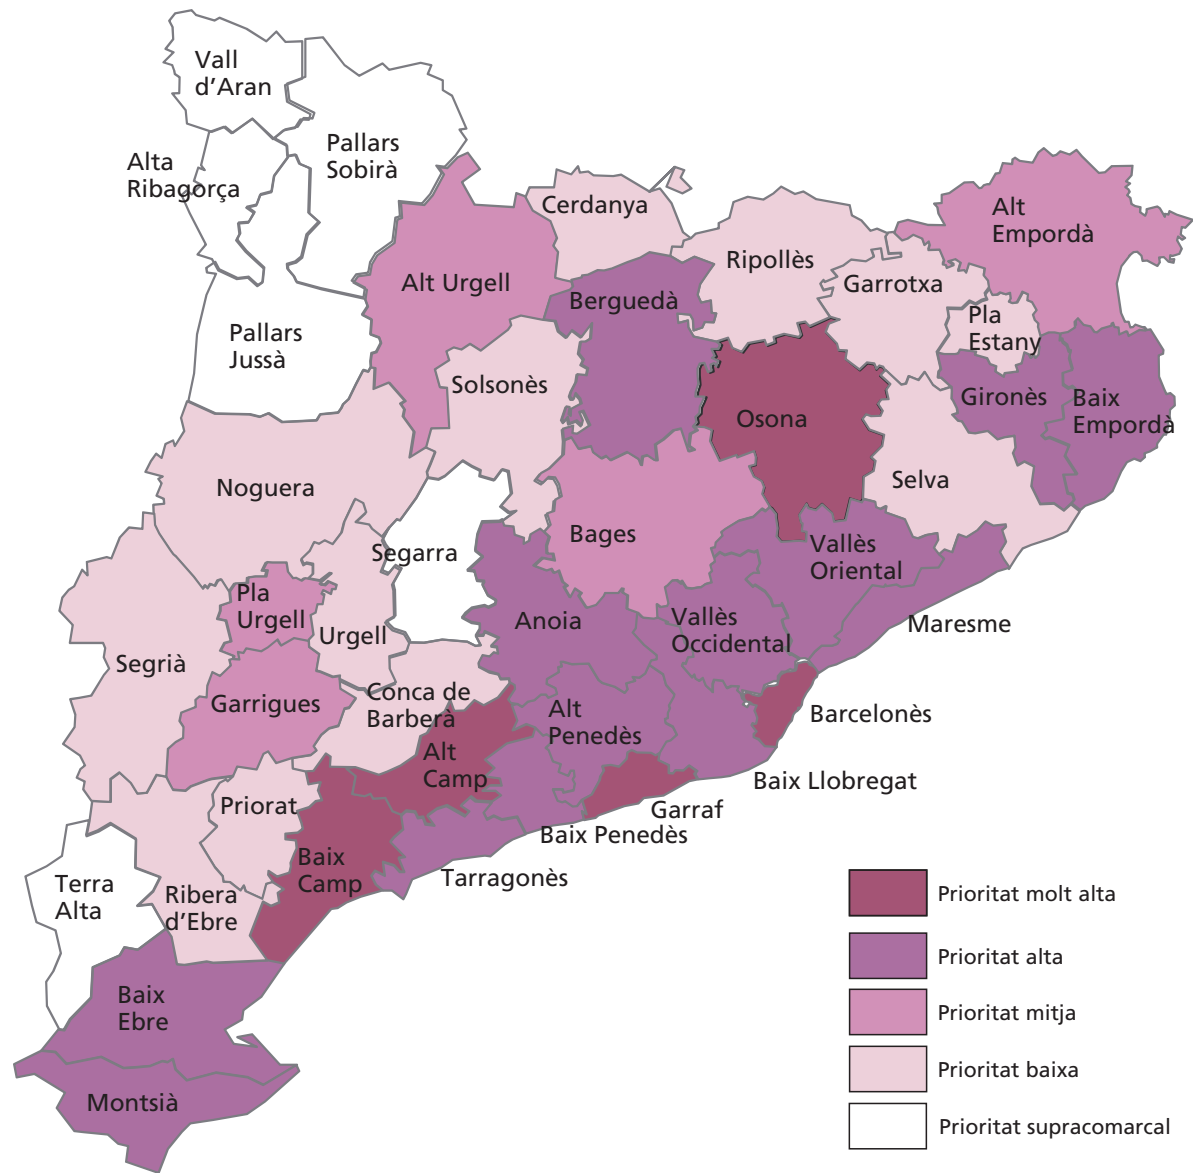 Vall
d’Aran
Pallars
Sobirà
Alta
Ribagorça
Cerdanya
Alt
Empordà
Ripollès
Alt Urgell
Garrotxa
Berguedà
Pla
Estany
Pallars
Jussà
Solsonès
Gironès
Baix
Empordà
Osona
Noguera
Selva
Bages
Segarra
Vallès
Oriental
Pla
Urgell
Anoia
Vallès
Occidental
Maresme
Urgell
Segrià
Garrigues
Conca de
Barberà
Alt
Penedès
Barcelonès
Alt
Camp
Baix Llobregat
Priorat
Garraf
Baix Penedès
Baix
Camp
Tarragonès
Terra
Alta
Ribera
d’Ebre
Baix
Ebre
Montsià
Prioritat molt alta
Prioritat alta
Prioritat mitja
Prioritat baixa
Prioritat supracomarcal